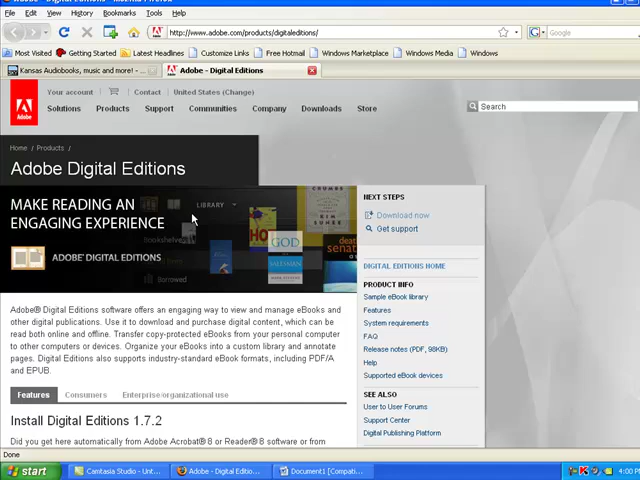 Adobe - Digital Editions - Mozilla Firefox
File Edit View History Bookmarks Tools Help
http://www.adobe.com/products/digitaleditions/
Google
Most Visited Getting Started Latest Headlines Customize Links Free Hotmail Windows Marketplace Windows Media Windows
Kansas Audiobooks, music and more! - ...
Adobe - Digital Editions
Your account Contact United States (Change)
Adobe
Solutions Products Support Communities Company Downloads Store
Search
Home / Products /
Adobe Digital Editions
MAKE READING AN
ENGAGING EXPERIENCE
LIBRARY
bookshelves
Borrowed
ADOBE® DIGITAL EDITIONS
HOT
GOD
SALESMAN
CRUMBS
KIM SUNEE
NEXT STEPS
Download now
Get support
DIGITAL EDITIONS HOME
PRODUCT INFO
Sample eBook library
Features
System requirements
FAQ
Release notes (PDF, 98KB)
Help
Supported eBook devices
SEE ALSO
User to User Forums
Support Center
Digital Publishing Platform
Adobe® Digital Editions software offers an engaging way to view and manage eBooks and
other digital publications. Use it to download and purchase digital content, which can be
read both online and offline. Transfer copy-protected eBooks from your personal computer
to other computers or devices. Organize your eBooks into a custom library and annotate
pages. Digital Editions also supports industry-standard eBook formats, including PDF/A
and EPUB.
Features Consumers Enterprise/organizational use
Install Digital Editions 1.7.2
Did you get here automatically from Adobe Acrobat® 8 or Reader® 8 software or from
Done
start
Camtasia Studio - Unt...
Adobe - Digital Editio...
Document1 [Compati...
4:00 P